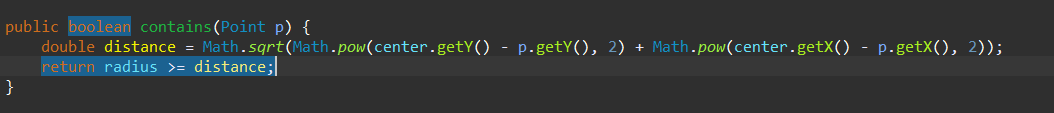 public boolean contains(Point p) {
    double distance = Math.sqrt(Math.pow(center.getY() - p.getY(), 2) + Math.pow(center.getX() - p.getX(), 2));
    return radius >= distance;
}